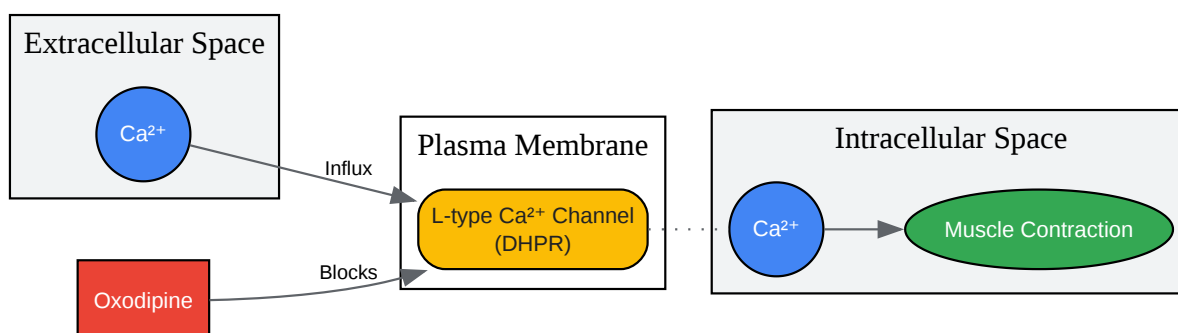 Extracellular Space
Ca²⁺
Influx
Plasma Membrane
L-type Ca²⁺ Channel
(DHPR)
Intracellular Space
Ca²⁺
Muscle Contraction
Blocks
Oxodipine